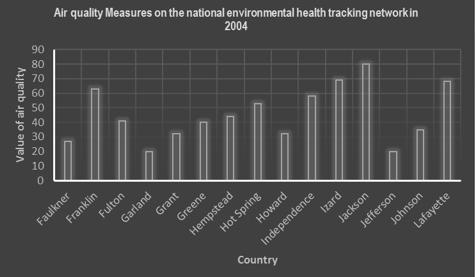 Air quality Measures on the national environmental health tracking network in
2004
Value of air quality
90
80
70
60
50
40
30
20
10
0
Faulkner
Franklin
Fulton
Garland
Grant
Greene
Hempstead
Hot Spring
Howard
Independence
Izard
Jackson
Jefferson
Johnson
Lafayette
Country